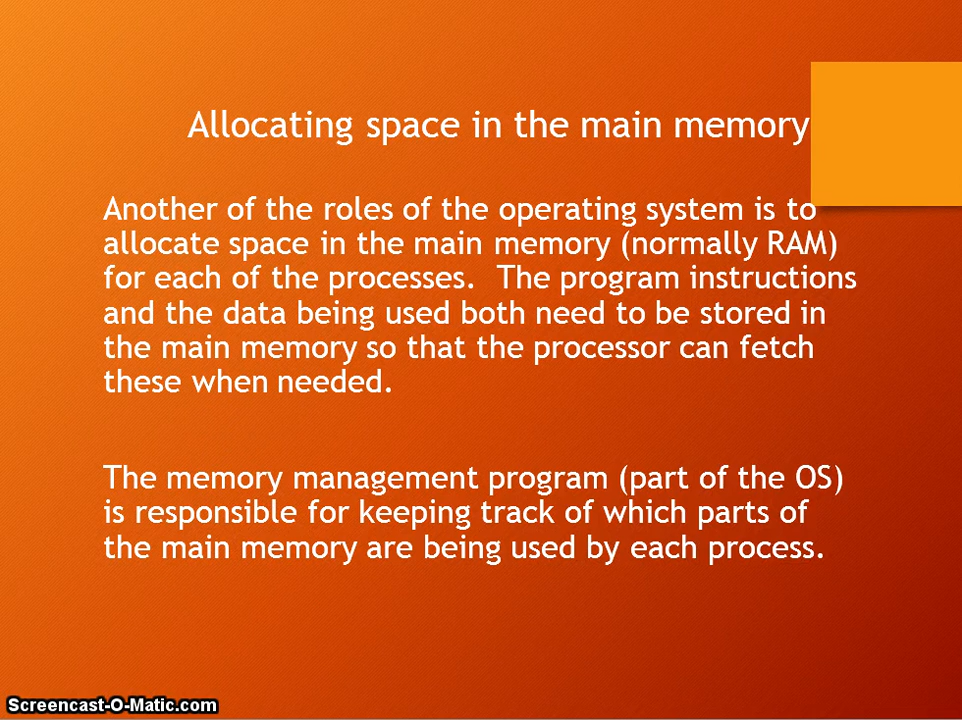 Allocating space in the main memory
Another of the roles of the operating system is to
allocate space in the main memory (normally RAM)
for each of the processes.  The program instructions
and the data being used both need to be stored in
the main memory so that the processor can fetch
these when needed.
The memory management program (part of the OS)
is responsible for keeping track of which parts of
the main memory are being used by each process.
Screencast-O-Matic.com